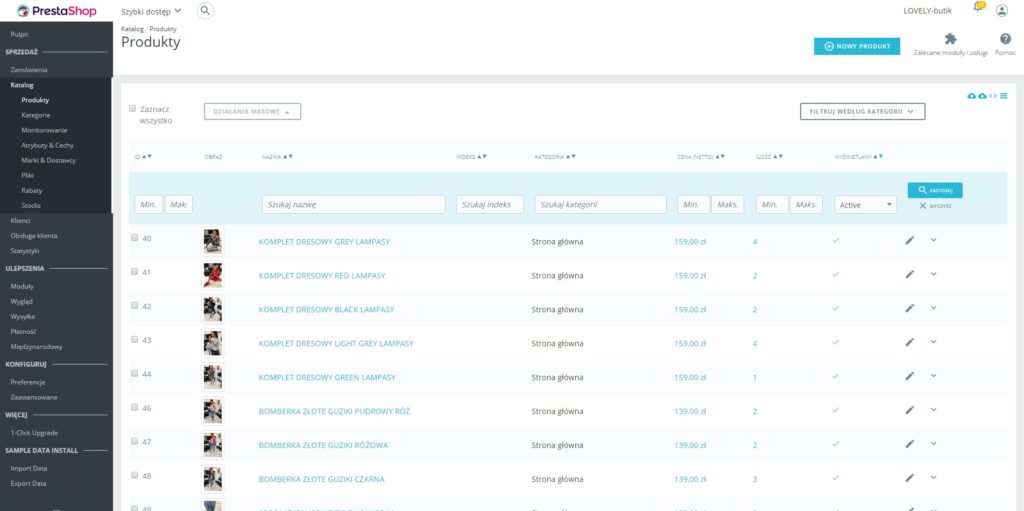 PrestaShop
Szybki dostęp
LOVELY-butik
Katalog Produkty
Produkty
NOWY PRODUKT
Zalecane moduły i usługi
Pomoc
Pulpit
SPRZEDAŻ
Zamówienia
Katalog
Produkty
Kategorie
Monitorowanie
Atrybuty & Cechy
Marki & Dostawcy
Pliki
Rabaty
Stocks
Klienci
Obsługa klienta
Statystyki
ULEPSZENIA
Moduły
Wygląd
Wysyłka
Płatność
Międzynarodowy
KONFIGURUJ
Preferencje
Zaawansowane
WIĘCEJ
1-Click Upgrade
SAMPLE DATA INSTALL
Import Data
Export Data
Zaznacz
wszystko
DZIAŁANIA MASOWE
FILTRUJ WEDŁUG KATEGORII
ID OBRAZ NAZWA INDEKS KATEGORIA CENA (NETTO) ILOŚĆ WYŚWIETLANY
ZASTOSUJ
Min. Maks. Szukaj nazwę Szukaj indeks Szukaj kategorii Min. Maks. Min. Maks. Active
WYCZYŚĆ
40 KOMPLET DRESOWY GREY LAMPASY Strona główna 159,00 zł 4
41 KOMPLET DRESOWY RED LAMPASY Strona główna 159,00 zł 2
42 KOMPLET DRESOWY BLACK LAMPASY Strona główna 159,00 zł 2
43 KOMPLET DRESOWY LIGHT GREY LAMPASY Strona główna 159,00 zł 4
44 KOMPLET DRESOWY GREEN LAMPASY Strona główna 159,00 zł 1
46 BOMBERKA ZŁOTE GUZIKI PUDROWY RÓŻ Strona główna 139,00 zł 2
47 BOMBERKA ZŁOTE GUZIKI RÓŻOWA Strona główna 139,00 zł 2
48 BOMBERKA ZŁOTE GUZIKI CZARNA Strona główna 139,00 zł 3
49